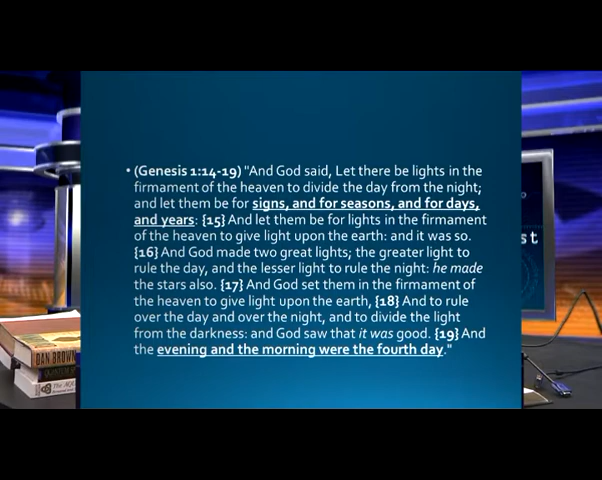 • (Genesis 1:14-19) "And God said, Let there be lights in the
firmament of the heaven to divide the day from the night;
and let them be for signs, and for seasons, and for days,
and years: {15} And let them be for lights in the firmament
of the heaven to give light upon the earth: and it was so.
{16} And God made two great lights; the greater light to
rule the day, and the lesser light to rule the night: he made
the stars also. {17} And God set them in the firmament of
the heaven to give light upon the earth, {18} And to rule
over the day and over the night, and to divide the light
from the darkness: and God saw that it was good. {19} And
the evening and the morning were the fourth day."
st
DAN BROWN